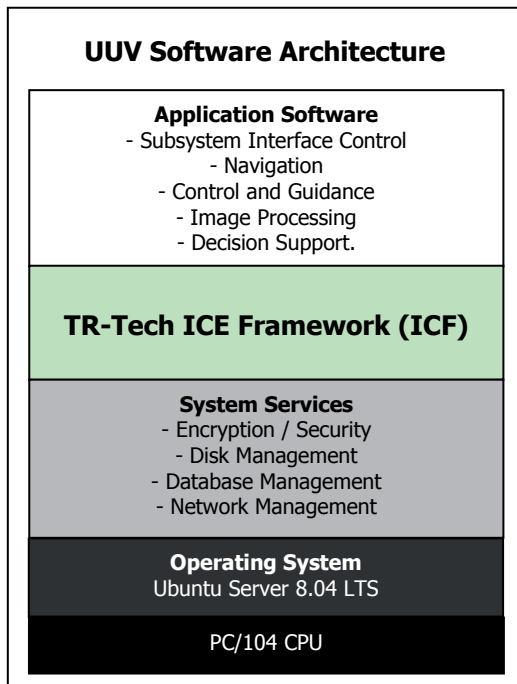 UUV Software Architecture
Application Software
- Subsystem Interface Control
- Navigation
- Control and Guidance
- Image Processing
- Decision Support.
TR-Tech ICE Framework (ICF)
System Services
- Encryption / Security
- Disk Management
- Database Management
- Network Management
Operating System
Ubuntu Server 8.04 LTS
PC/104 CPU